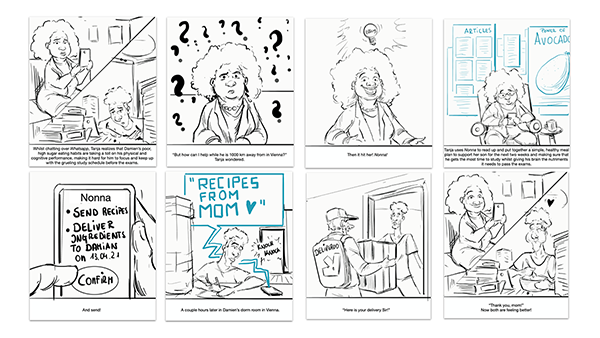 Whilst chatting over Whatsapp, Tanja realizes that Damien's poor,
high sugar eating habits are taking a toll on his physical and
cognitive performance, making it hard for him to focus and keep up
with the grueling study schedule before the exams.
? ? ? ? ? ? ? ? ? ?
"But how can I help while he is 1000 km away from in Vienna?"
Tanja wondered.
Then it hit her! Nonna!
ARTICLES
POWER OF
AVOCADO
Tanja uses Nonna to read up and put together a simple, healthy meal
plan to support her son for the next two weeks and making sure that
he gets the most time to study whilst giving his brain the nutriments
it needs to pass the exams.
Nonna
• SEND RECIPES
• DELIVER
INGREDIENTS
TO DAMIAN
ON 13.04.21
CONFIRM
And send!
"RECIPES
FROM
MOM" ♥
A couple hours later in Damien's dorm room in Vienna.
"Here is your delivery Sir!"
"Thank you, mom!"
Now both are feeling better!